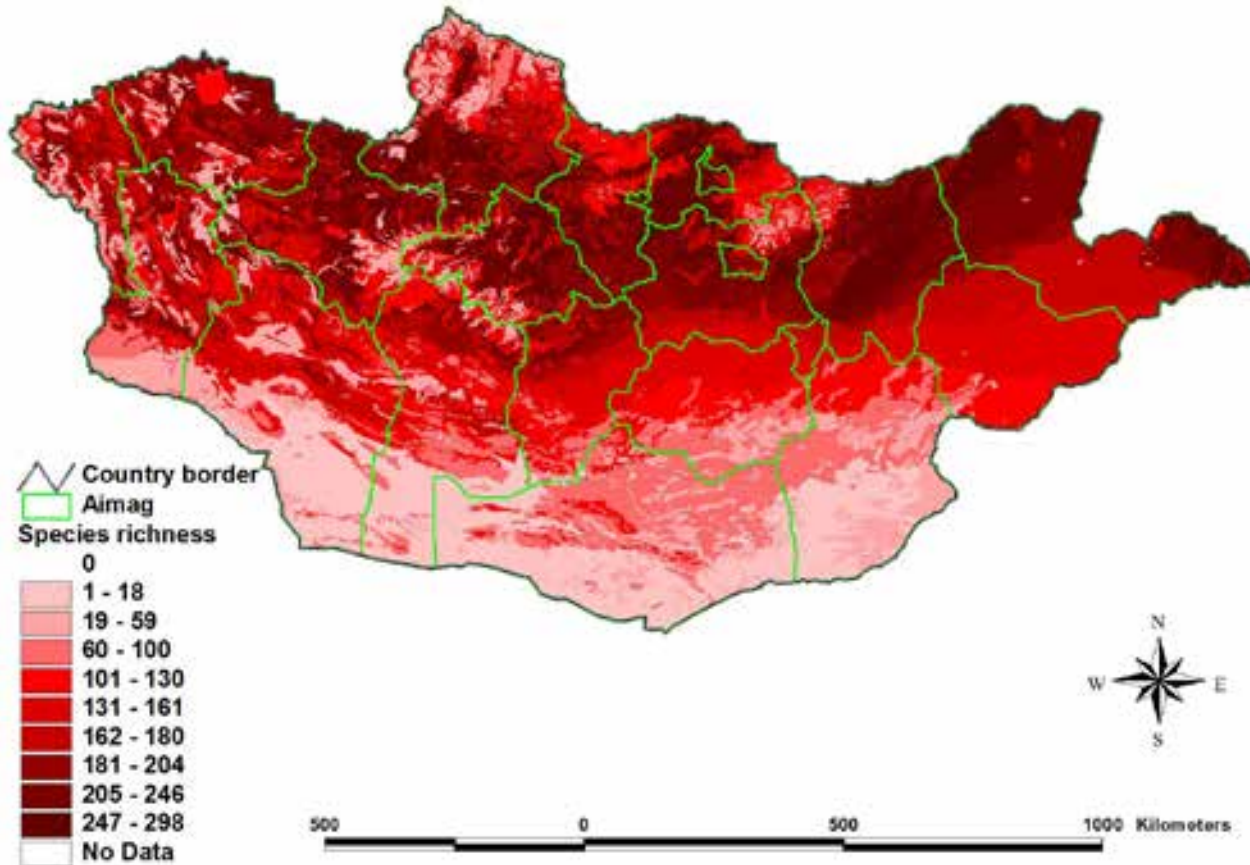 Country border
Aimag
Species richness
0
1 - 18
19 - 59
60 - 100
101 - 130
131 - 161
162 - 180
181 - 204
205 - 246
247 - 298
No Data
N
W E
S
500 0 500 1000 Kilometers